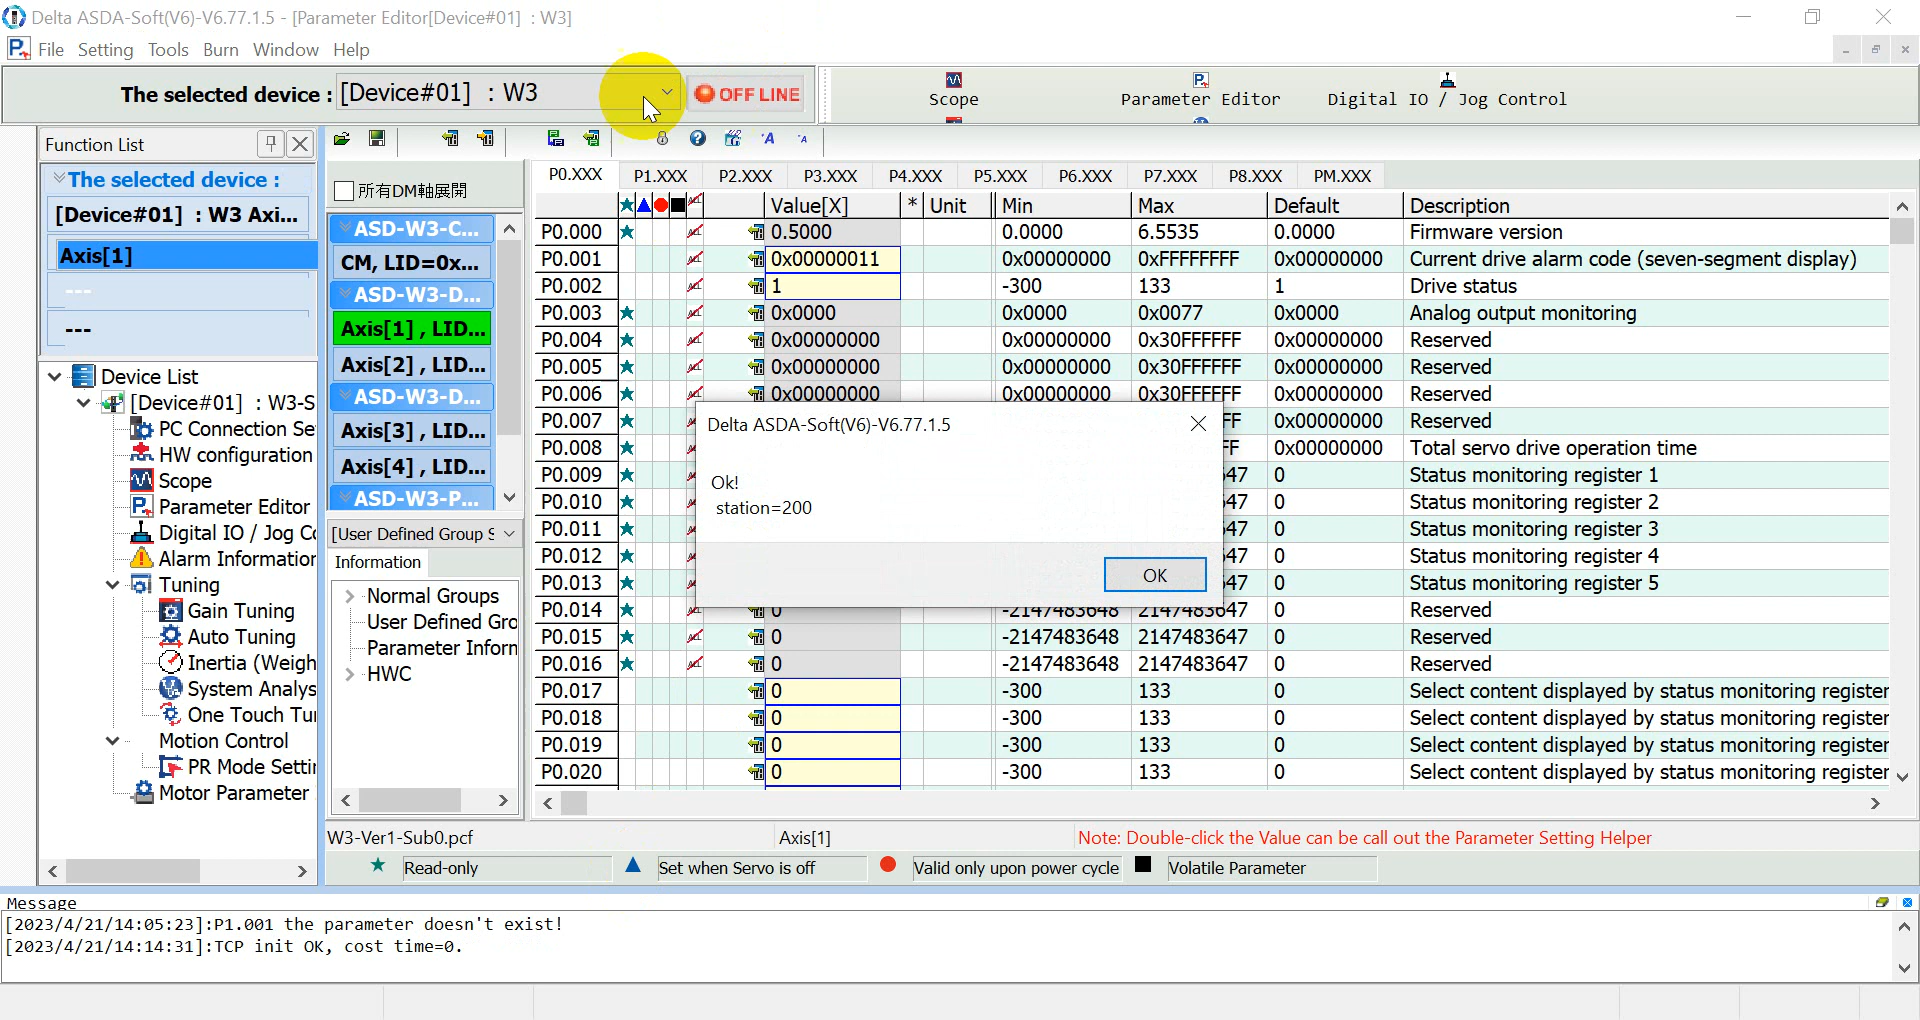 Delta ASDA-Soft(V6)-V6.77.1.5 - [Parameter Editor[Device#01] : W3]
File Setting Tools Burn Window Help
The selected device : [Device#01] : W3 OFF LINE
Scope Parameter Editor Digital IO / Jog Control
Function List
The selected device :
[Device#01] : W3 Axi...
Axis[1]
---
---
Device List
[Device#01] : W3-S
PC Connection Se
HW configuration
Scope
Parameter Editor
Digital IO / Jog Co
Alarm Information
Tuning
Gain Tuning
Auto Tuning
Inertia (Weigh
System Analys
One Touch Tu
Motion Control
PR Mode Settin
Motor Parameter
所有DM軸展開
ASD-W3-C...
CM, LID=0x...
ASD-W3-D...
Axis[1] , LID...
Axis[2] , LID...
ASD-W3-D...
Axis[3] , LID...
Axis[4] , LID...
ASD-W3-P...
[User Defined Group S
Information
Normal Groups
User Defined Gro
Parameter Inform
HWC
P0.XXX P1.XXX P2.XXX P3.XXX P4.XXX P5.XXX P6.XXX P7.XXX P8.XXX PM.XXX
Value[X] * Unit Min Max Default Description
P0.000 0.5000 0.0000 6.5535 0.0000 Firmware version
P0.001 0x00000011 0x00000000 0xFFFFFFFF 0x00000000 Current drive alarm code (seven-segment display)
P0.002 1 -300 133 1 Drive status
P0.003 0x0000 0x0000 0x0077 0x0000 Analog output monitoring
P0.004 0x00000000 0x00000000 0x30FFFFFF 0x00000000 Reserved
P0.005 0x00000000 0x00000000 0x30FFFFFF 0x00000000 Reserved
P0.006 0x00000000 0x00000000 0x30FFFFFF 0x00000000 Reserved
P0.007 FF 0x00000000 Reserved
P0.008 FF 0x00000000 Total servo drive operation time
P0.009 647 0 Status monitoring register 1
P0.010 47 0 Status monitoring register 2
P0.011 47 0 Status monitoring register 3
P0.012 47 0 Status monitoring register 4
P0.013 47 0 Status monitoring register 5
P0.014 0 -2147483648 2147483647 0 Reserved
P0.015 0 -2147483648 2147483647 0 Reserved
P0.016 0 -2147483648 2147483647 0 Reserved
P0.017 0 -300 133 0 Select content displayed by status monitoring register
P0.018 0 -300 133 0 Select content displayed by status monitoring register
P0.019 0 -300 133 0 Select content displayed by status monitoring register
P0.020 0 -300 133 0 Select content displayed by status monitoring register
Delta ASDA-Soft(V6)-V6.77.1.5
Ok!
station=200
OK
W3-Ver1-Sub0.pcf Axis[1] Note: Double-click the Value can be call out the Parameter Setting Helper
Read-only Set when Servo is off Valid only upon power cycle Volatile Parameter
Message
[2023/4/21/14:05:23]:P1.001 the parameter doesn't exist!
[2023/4/21/14:14:31]:TCP init OK, cost time=0.